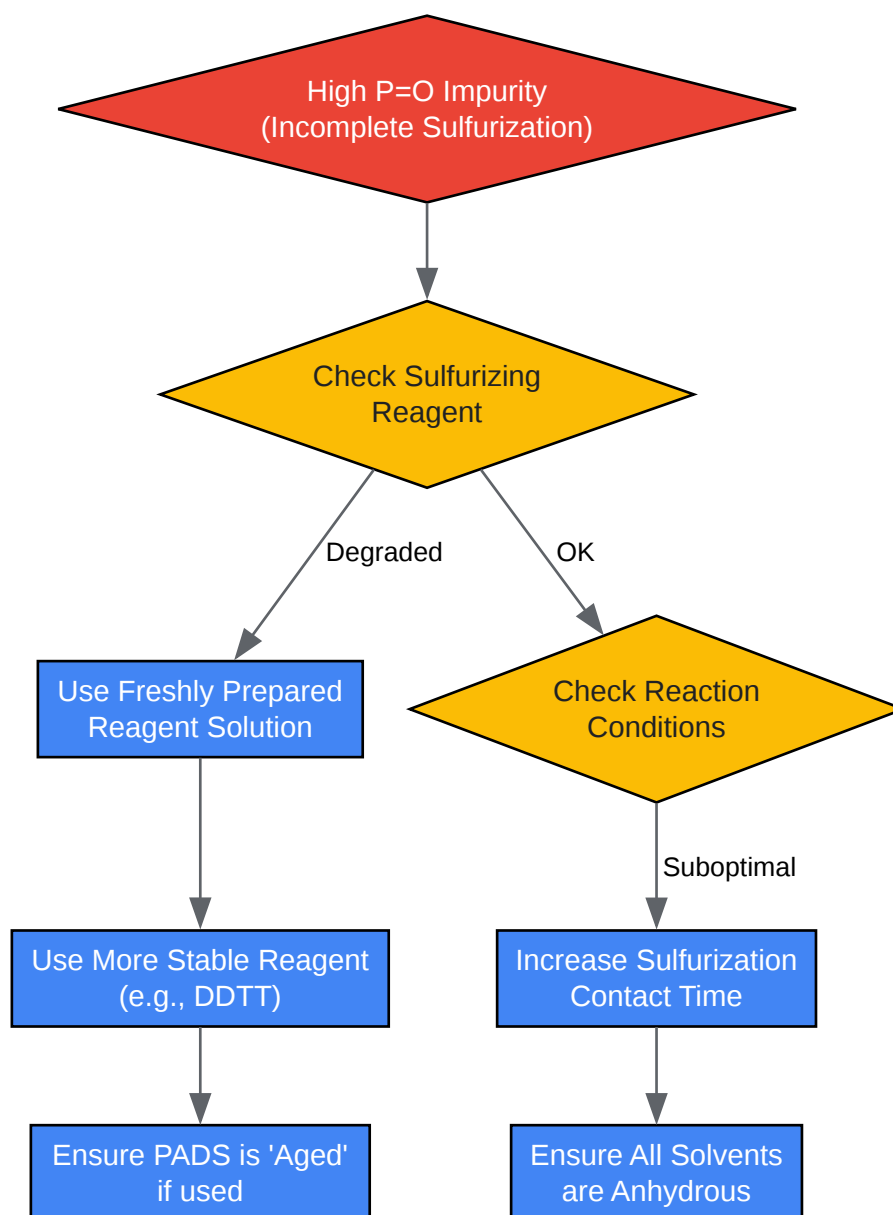 High P=O Impurity
(Incomplete Sulfurization)
Check Sulfurizing
Reagent
Degraded
OK
Use Freshly Prepared
Reagent Solution
Check Reaction
Conditions
Suboptimal
Use More Stable Reagent
(e.g., DDTT)
Increase Sulfurization
Contact Time
Ensure PADS is 'Aged'
if used
Ensure All Solvents
are Anhydrous